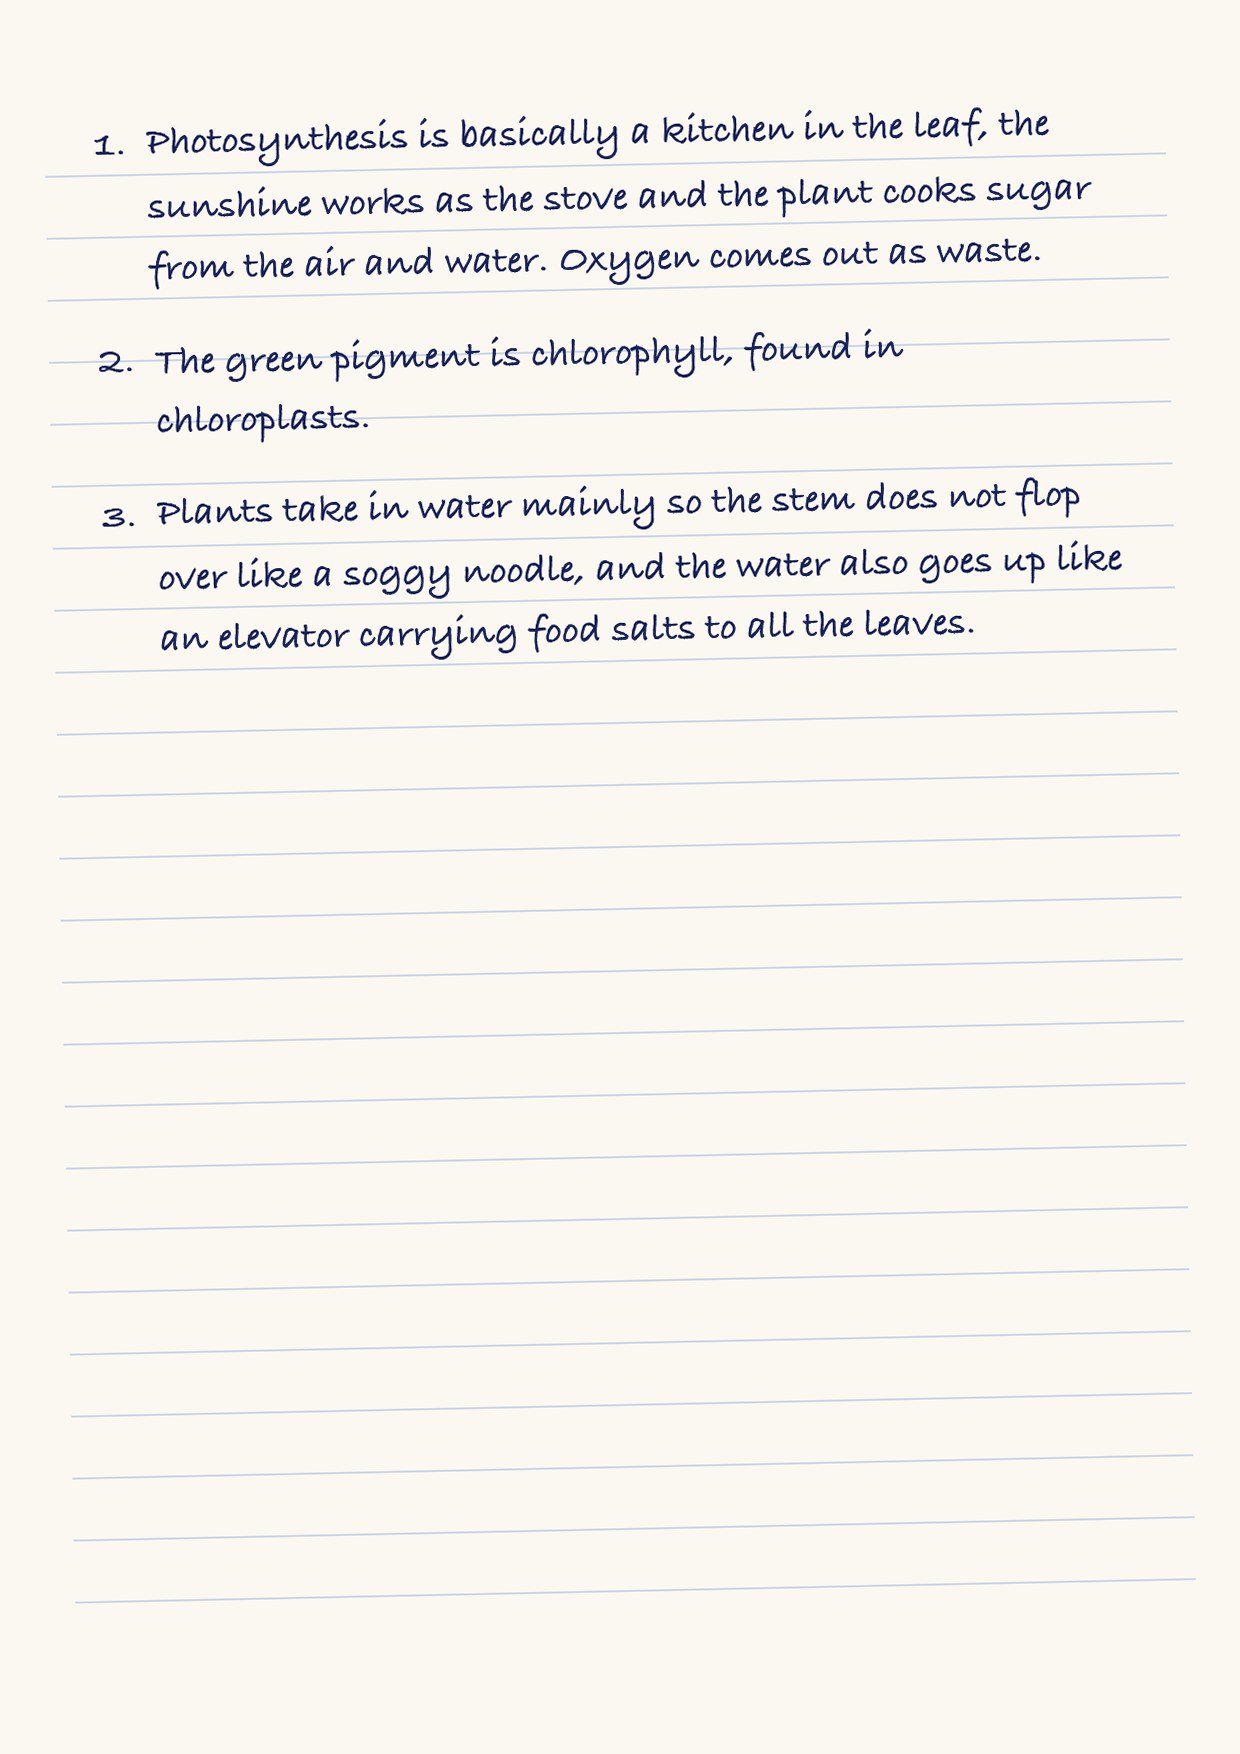 1. Photosynthesis is basically a kitchen in the leaf, the
sunshine works as the stove and the plant cooks sugar
from the air and water. Oxygen comes out as waste.
2. The green pigment is chlorophyll, found in
chloroplasts.
3. Plants take in water mainly so the stem does not flop
over like a soggy noodle, and the water also goes up like
an elevator carrying food salts to all the leaves.